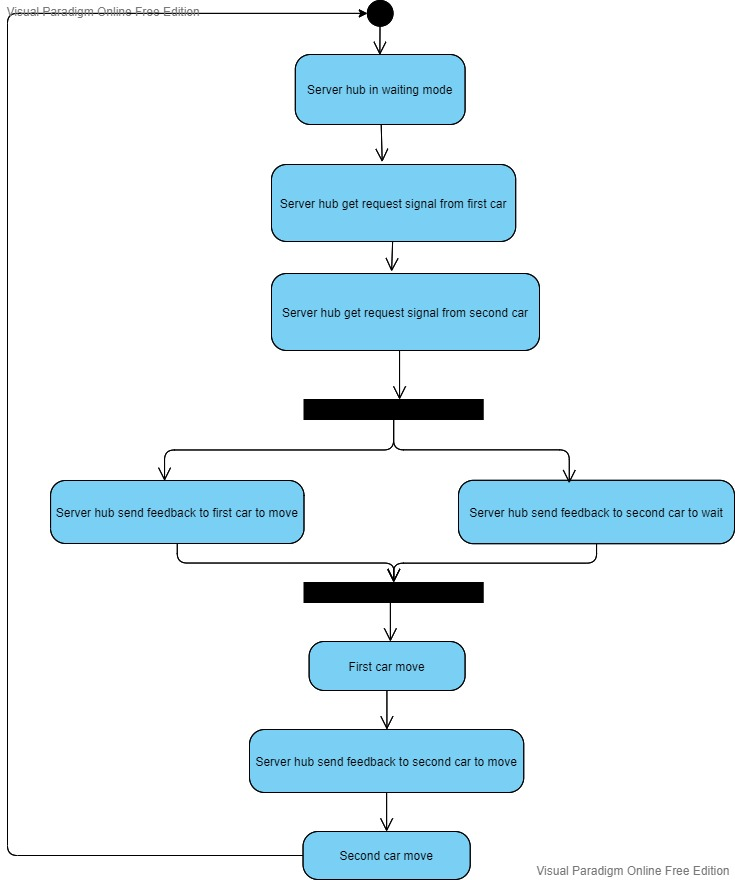 Visual Paradigm Online Free Edition
Server hub in waiting mode
Server hub get request signal from first car
Server hub get request signal from second car
Server hub send feedback to first car to move
Server hub send feedback to second car to wait
First car move
Server hub send feedback to second car to move
Second car move
Visual Paradigm Online Free Edition